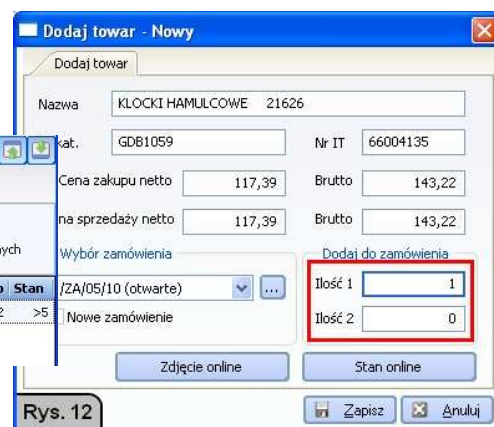 Dodaj towar - Nowy
Dodaj towar
Nazwa KLOCKI HAMULCOWE 21626
kat. GDB1059 Nr IT 66004135
Cena zakupu netto 117,39 Brutto 143,22
na sprzedaży netto 117,39 Brutto 143,22
Wybór zamówienia Dodaj do zamówienia
/ZA/05/10 (otwarte) ... Ilość 1 1
Nowe zamówienie Ilość 2 0
Zdjęcie online Stan online
Zapisz Anuluj
nych
Stan
2 >5
Rys. 12